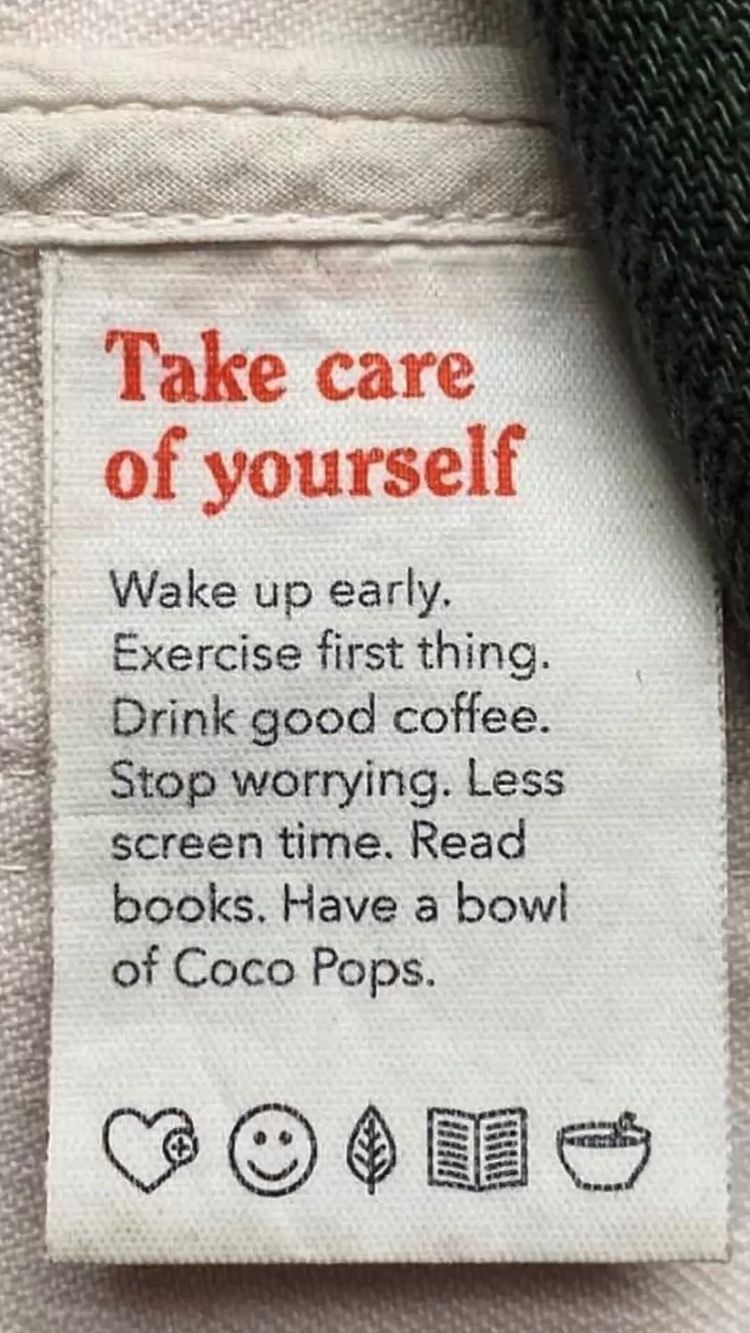 Take care
of yourself
Wake up early.
Exercise first thing.
Drink good coffee.
Stop worrying. Less
screen time. Read
books. Have a bowl
of Coco Pops.